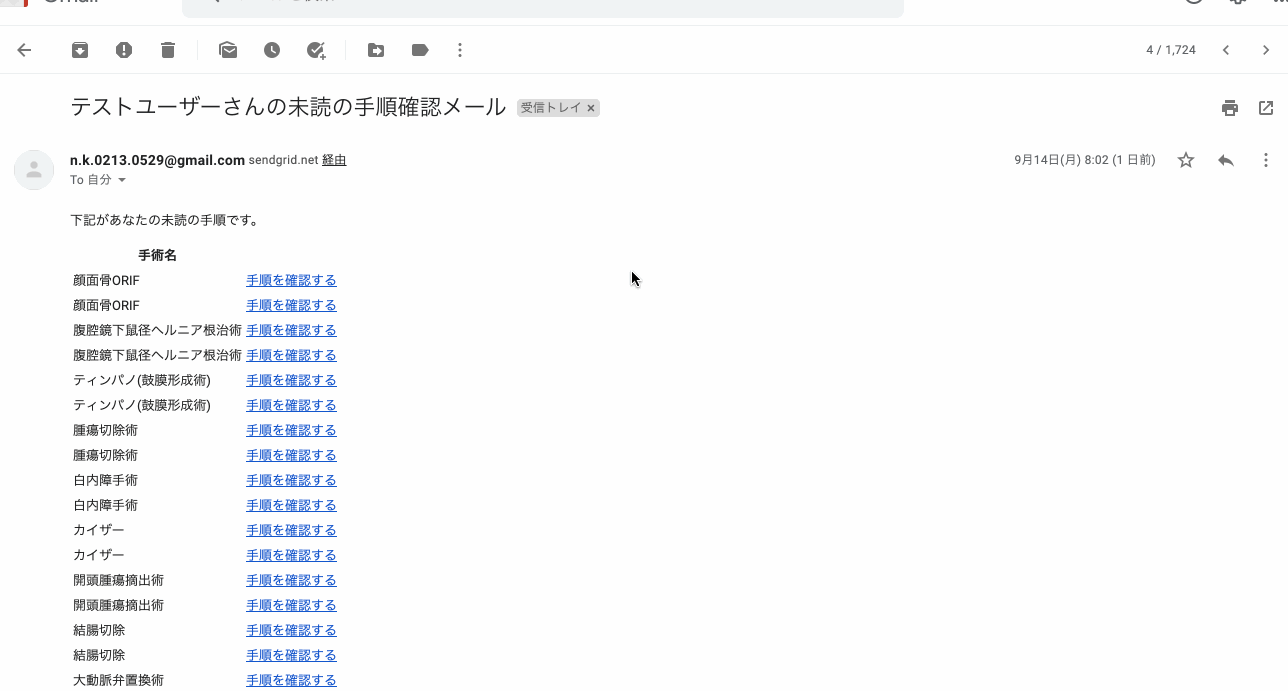 4 / 1,724
テストユーザーさんの未読の手順確認メール 受信トレイ ×
n.k.0213.0529@gmail.com sendgrid.net 経由 9月14日(月) 8:02 (1 日前)
To 自分
下記があなたの未読の手順です。
手術名
顔面骨ORIF 手順を確認する
顔面骨ORIF 手順を確認する
腹腔鏡下鼠径ヘルニア根治術 手順を確認する
腹腔鏡下鼠径ヘルニア根治術 手順を確認する
ティンパノ(鼓膜形成術) 手順を確認する
ティンパノ(鼓膜形成術) 手順を確認する
腫瘍切除術 手順を確認する
腫瘍切除術 手順を確認する
白内障手術 手順を確認する
白内障手術 手順を確認する
カイザー 手順を確認する
カイザー 手順を確認する
開頭腫瘍摘出術 手順を確認する
開頭腫瘍摘出術 手順を確認する
結腸切除 手順を確認する
結腸切除 手順を確認する
大動脈弁置換術 手順を確認する